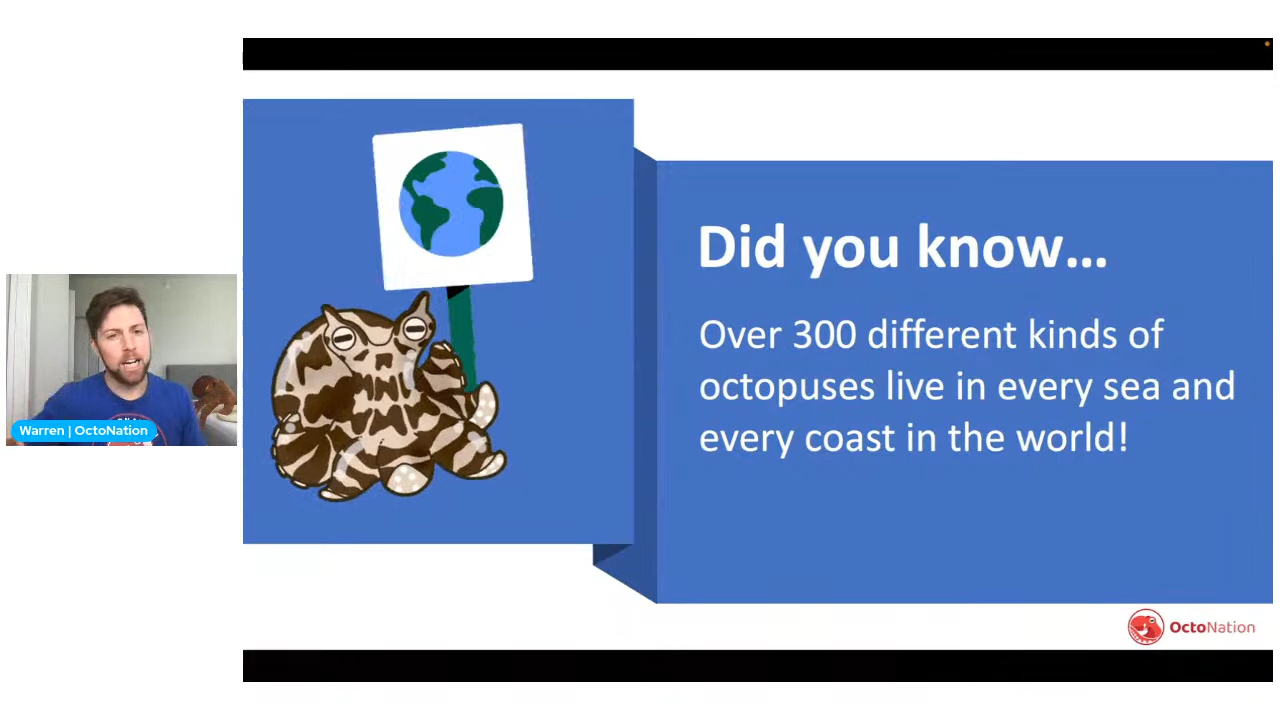 Did you know...
Over 300 different kinds of
octopuses live in every sea and
every coast in the world!
Warren | OctoNation
OctoNation